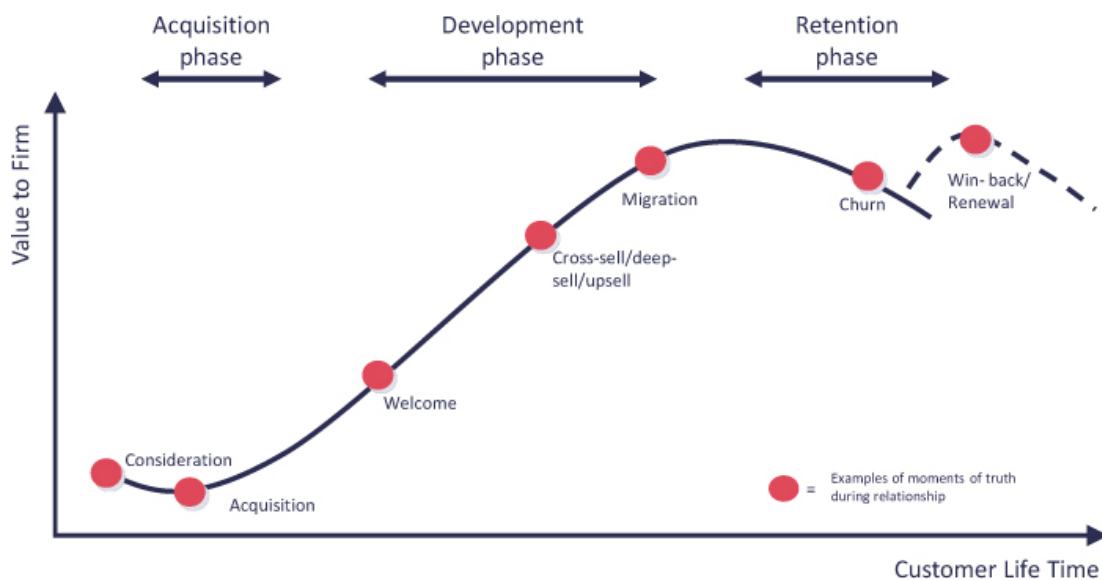 Acquisition
phase
Development
phase
Retention
phase
Value to Firm
Consideration
Acquisition
Welcome
Cross-sell/deep-
sell/upsell
Migration
Churn
Win- back/
Renewal
= Examples of moments of truth
during relationship
Customer Life Time